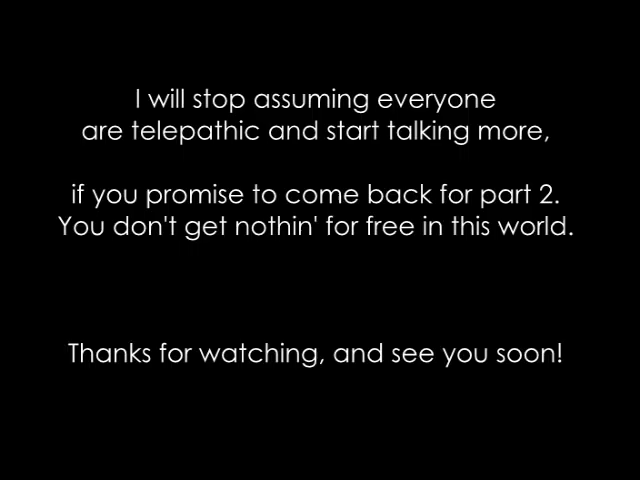 I will stop assuming everyone
are telepathic and start talking more,
if you promise to come back for part 2.
You don't get nothin' for free in this world.
Thanks for watching, and see you soon!